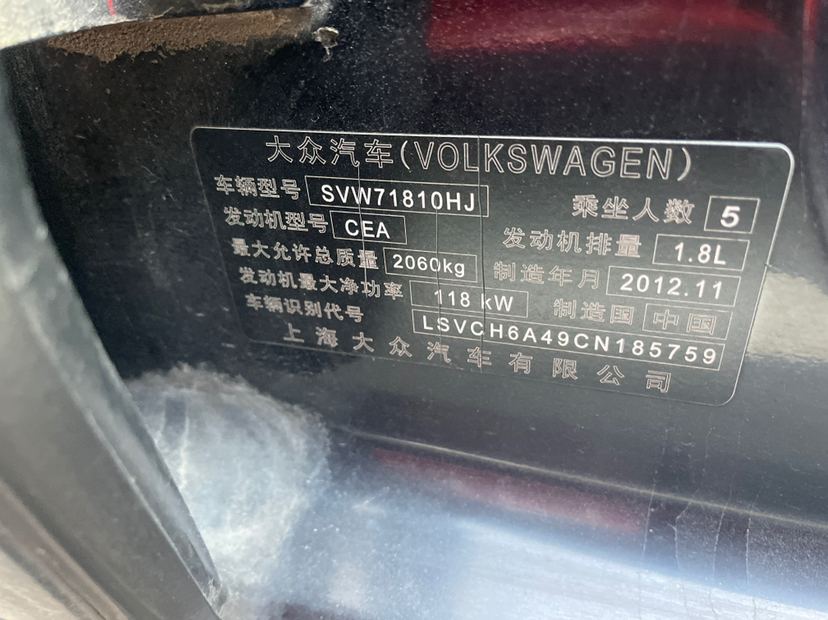 大众汽车(VOLKSWAGEN)
车辆型号 SVW71810HJ 乘坐人数 5
发动机型号 CEA 发动机排量 1.8L
最大允许总质量 2060kg 制造年月 2012.11
发动机最大净功率 118 kW 制造国 中国
车辆识别代号 LSVCH6A49CN185759
上海大众汽车有限公司